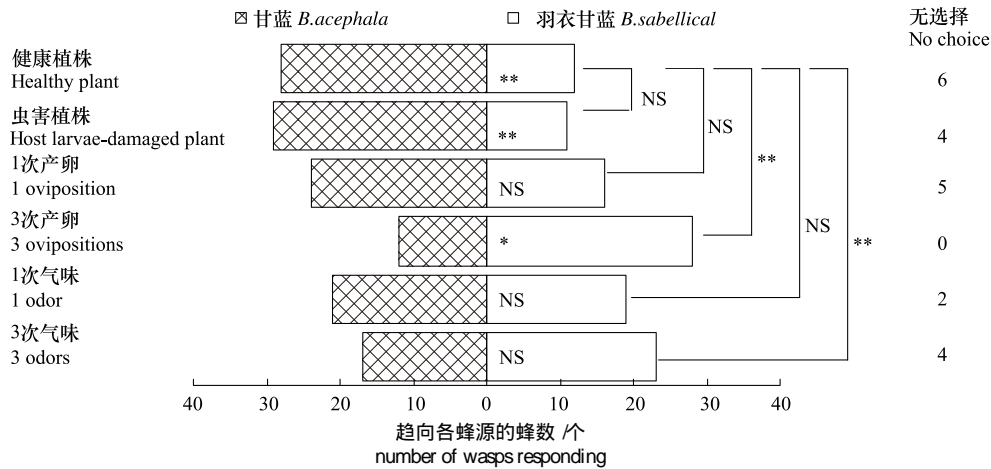 甘蓝 B.acephala
羽衣甘蓝 B.sabellical
无选择
No choice
健康植株
Healthy plant
**
6
NS
虫害植株
Host larvae-damaged plant
**
4
NS
1次产卵
1 oviposition
NS
5
**
3次产卵
3 ovipositions
*
0
NS
**
1次气味
1 odor
NS
2
3次气味
3 odors
NS
4
40 30 20 10 0 10 20 30 40
趋向各蜂源的蜂数 /个
number of wasps responding